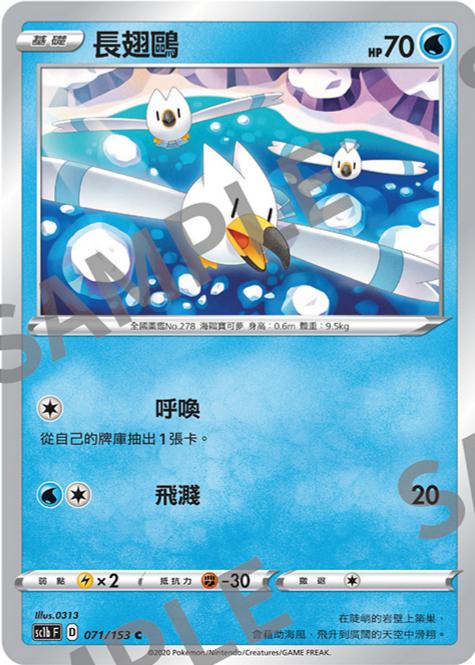 基礎 長翅鷗 HP70
全國圖鑑No.278 海鷗寶可夢 身高:0.6m 體重:9.5kg
呼喚
從自己的牌庫抽出1張卡。
飛濺 20
弱點 ×2 抵抗力 -30 撤退
Illus.0313
sc1b F D 071/153 C
在陡峭的岩壁上築巢。
會藉助海風,飛升到廣闊的天空中滑翔。
©2020 Pokémon/Nintendo/Creatures/GAME FREAK.
SAMPLE
SAMPLE
SAMPLE